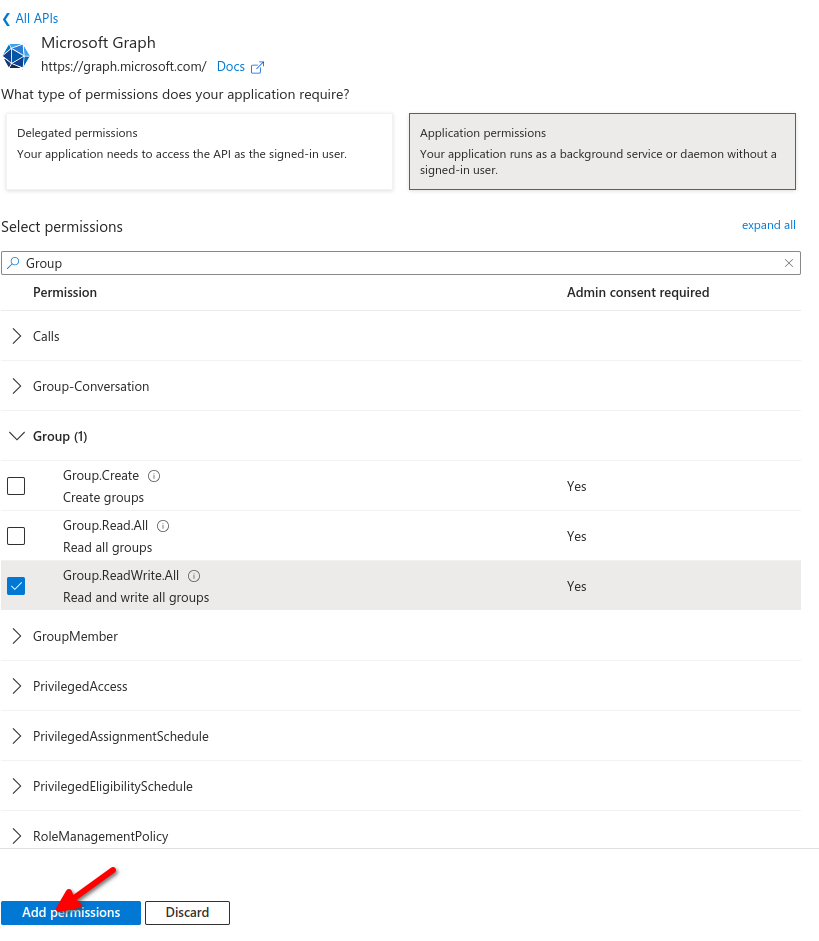 All APIs
Microsoft Graph
https://graph.microsoft.com/ Docs
What type of permissions does your application require?
Delegated permissions
Your application needs to access the API as the signed-in user.
Application permissions
Your application runs as a background service or daemon without a
signed-in user.
Select permissions
expand all
Group
Permission Admin consent required
Calls
Group-Conversation
Group (1)
Group.Create
Create groups
Yes
Group.Read.All
Read all groups
Yes
Group.ReadWrite.All
Read and write all groups
Yes
GroupMember
PrivilegedAccess
PrivilegedAssignmentSchedule
PrivilegedEligibilitySchedule
RoleManagementPolicy
Add permissions Discard